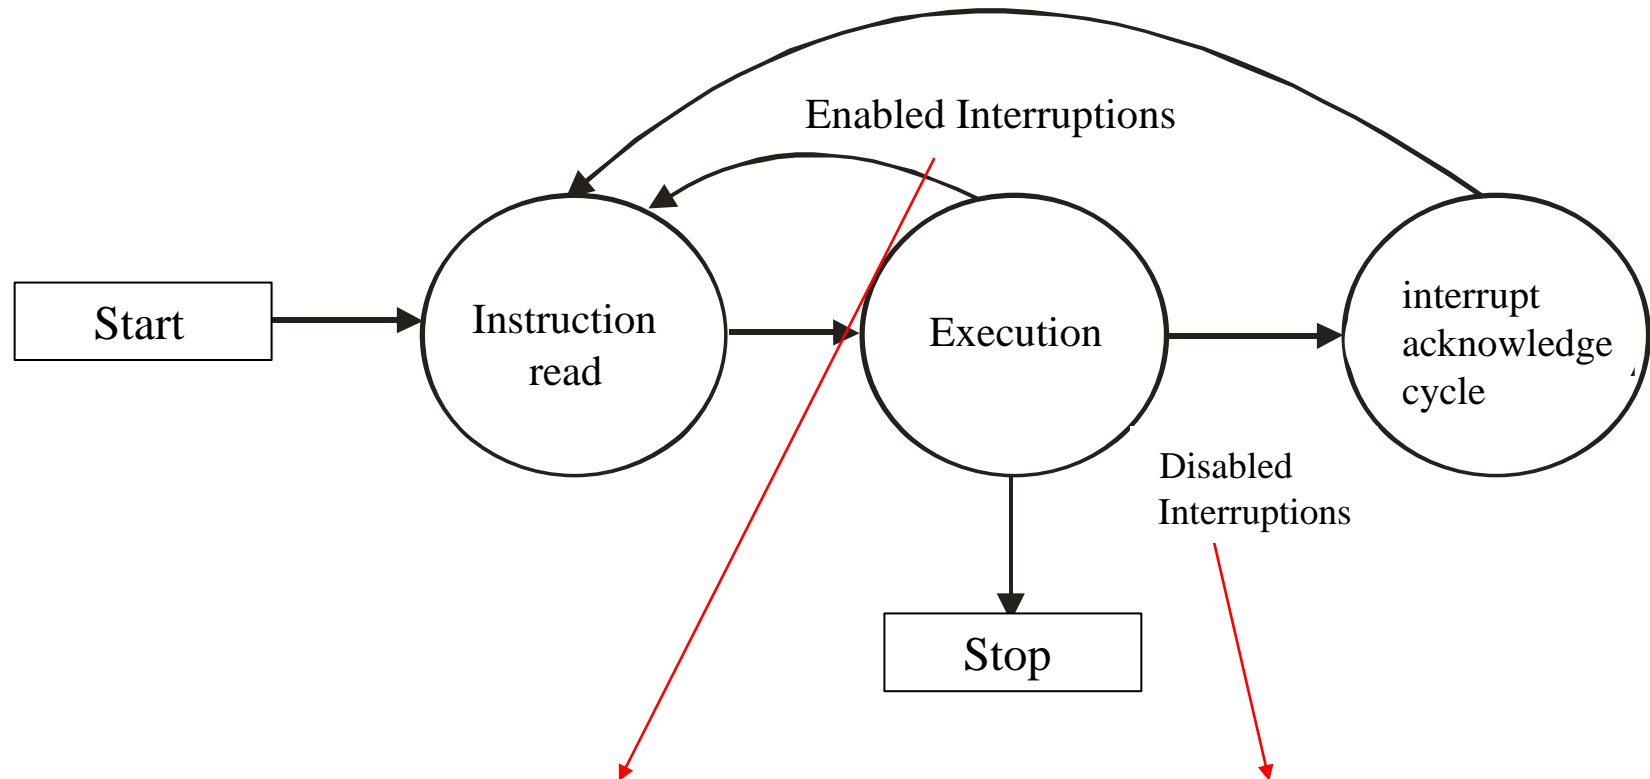 Enabled Interruptions
Start
Instruction
read
Execution
interrupt
acknowledge
cycle
Disabled
Interruptions
Stop